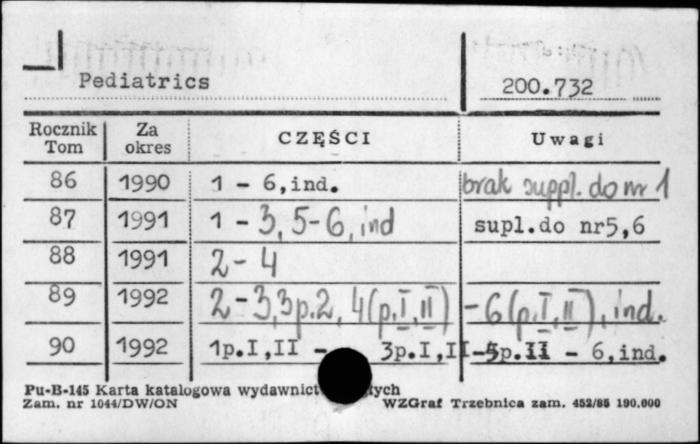 Pediatrics
200.732
Rocznik Tom Za okres CZĘŚCI Uwagi
86 1990 1 - 6,ind. brak suppl. do nr 1
87 1991 1 - 3, 5-6, ind supl.do nr5,6
88 1991 2 - 4
89 1992 2-3,3p.2, 4(p.I,II) -6(p.I,II), ind.
90 1992 1p.I,II - 3p.I,II-5p.II - 6,ind.
Pu-B-145 Karta katalogowa wydawnict
Zam. nr 1044/DW/ON WZGraf Trzebnica zam. 452/85 190.000